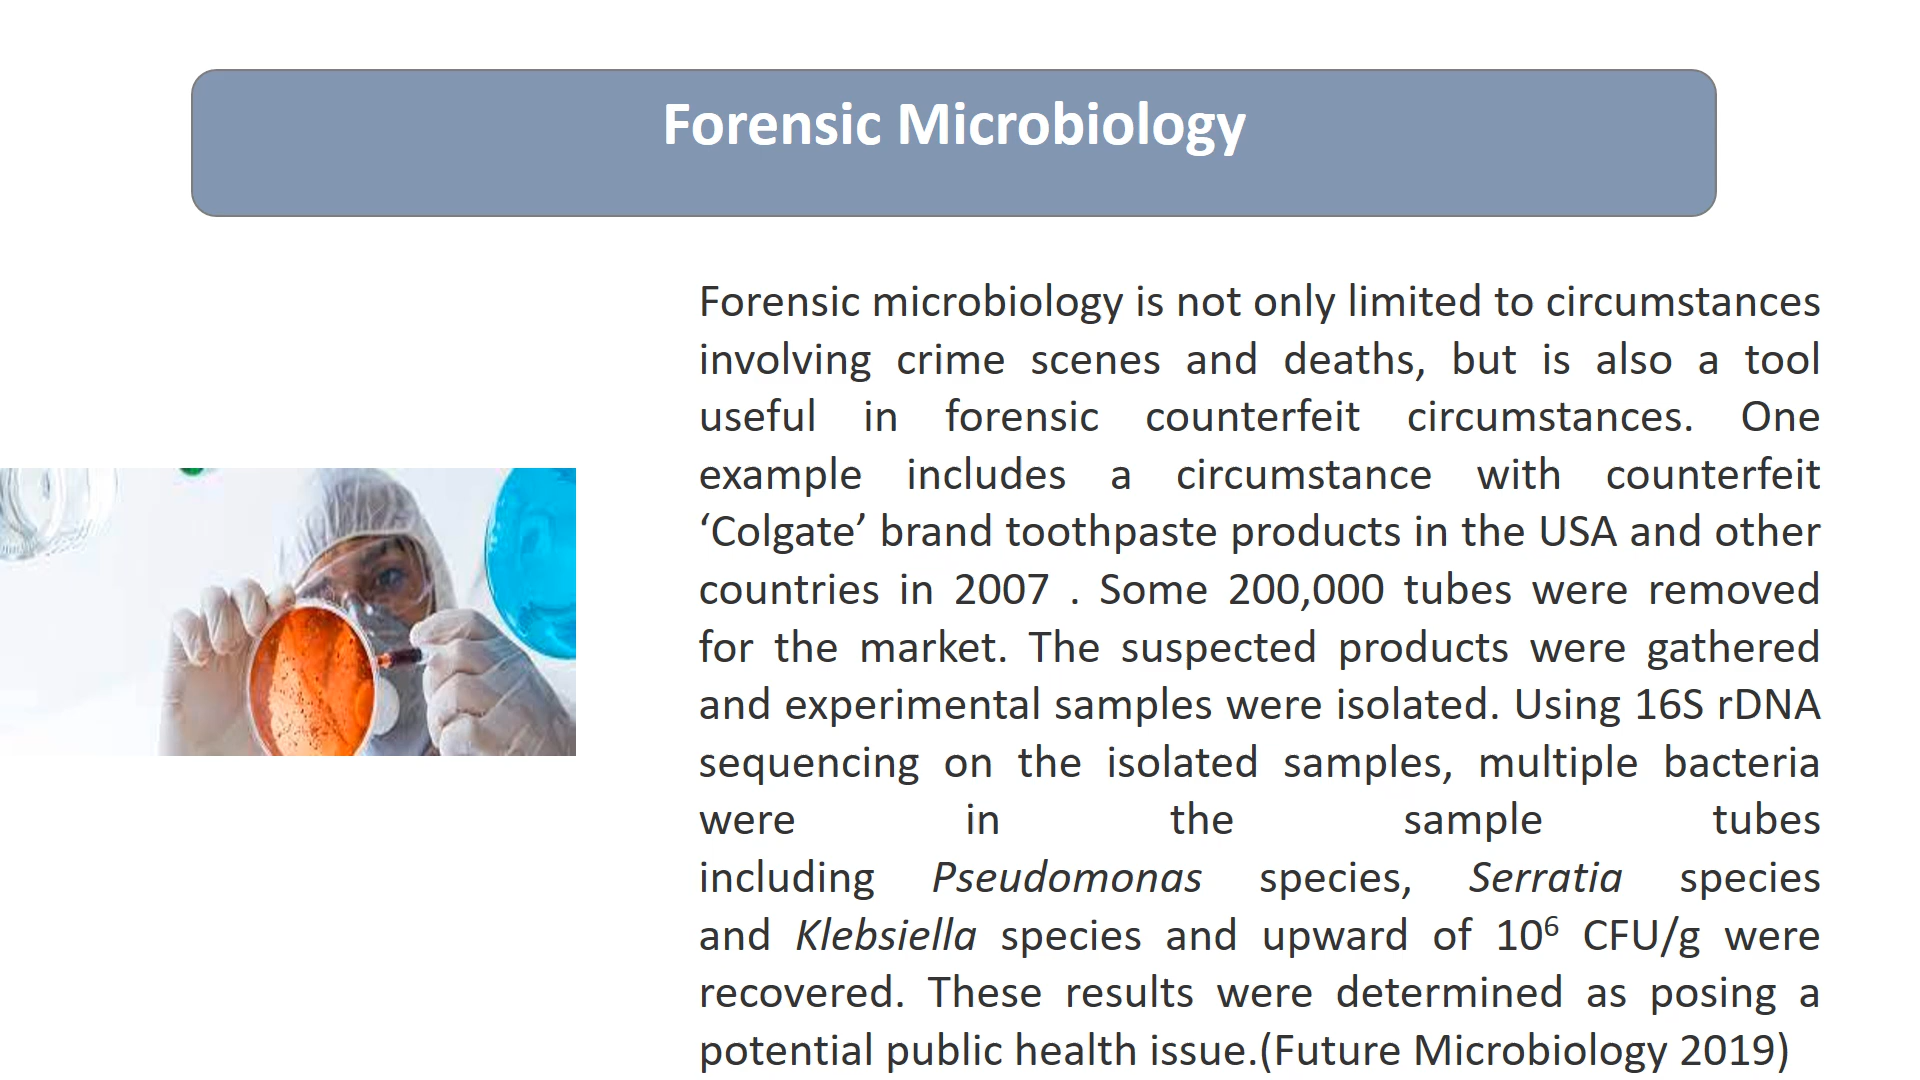 Forensic Microbiology
Forensic microbiology is not only limited to circumstances
involving crime scenes and deaths, but is also a tool
useful in forensic counterfeit circumstances. One
example includes a circumstance with counterfeit
‘Colgate’ brand toothpaste products in the USA and other
countries in 2007 . Some 200,000 tubes were removed
for the market. The suspected products were gathered
and experimental samples were isolated. Using 16S rDNA
sequencing on the isolated samples, multiple bacteria
were in the sample tubes
including Pseudomonas species, Serratia species
and Klebsiella species and upward of 10⁶ CFU/g were
recovered. These results were determined as posing a
potential public health issue.(Future Microbiology 2019)